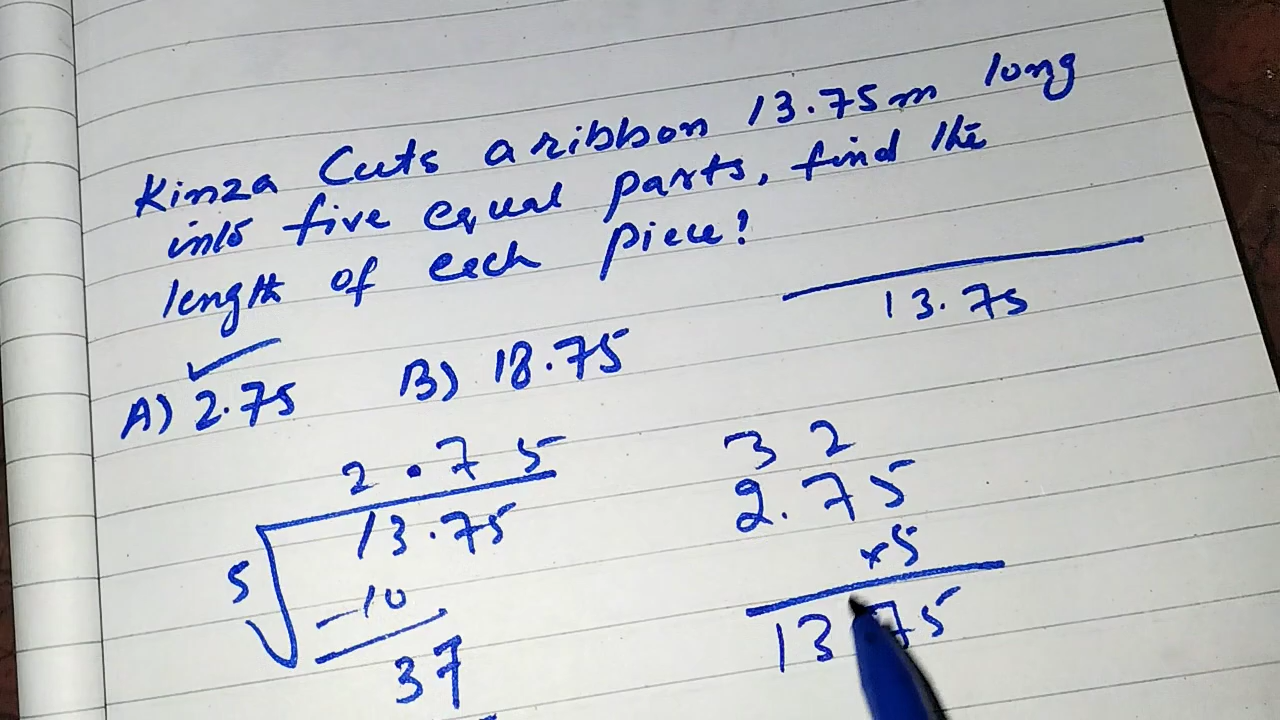 Kinza Cuts a ribbon 13.75m long
into five equal parts, find the
length of each piece?
13.75
A) 2.75 B) 18.75
2.75
5 13.75
-10
37
3 2
2.75
×5
13 75